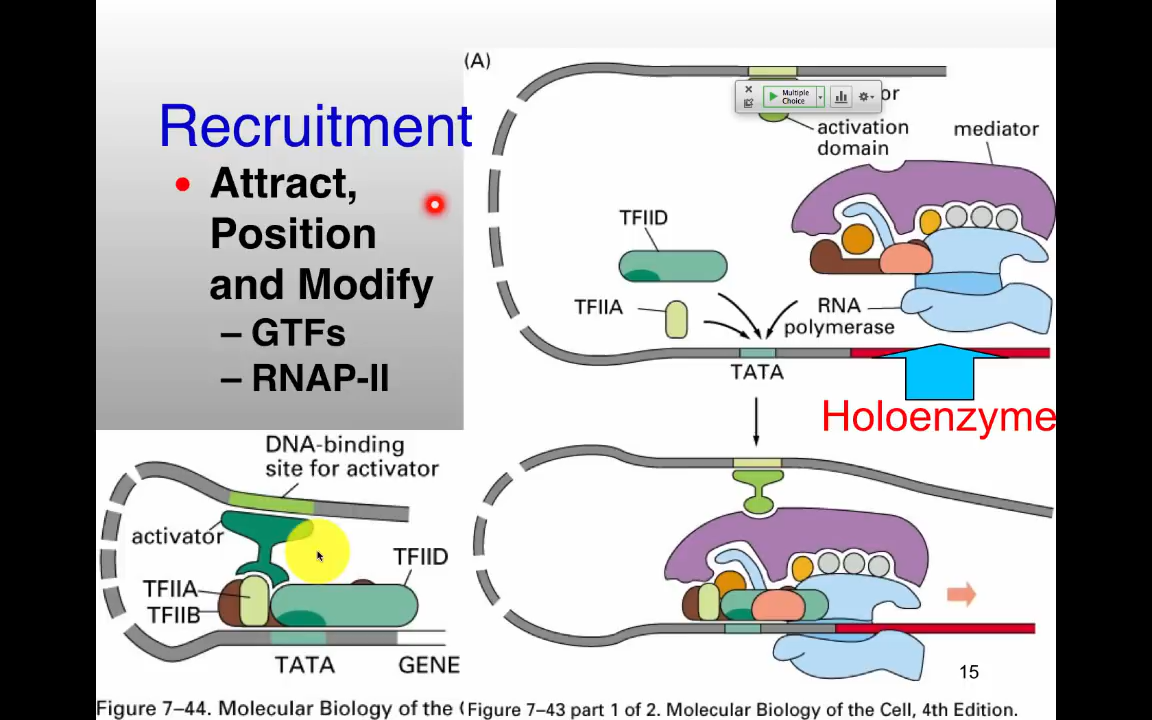 Recruitment
• Attract,
Position
and Modify
– GTFs
– RNAP-II
(A)
Multiple
Choice
or
activation
domain
mediator
TFIID
TFIIA
RNA
polymerase
TATA
Holoenzyme
DNA-binding
site for activator
activator
TFIID
TFIIA
TFIIB
TATA
GENE
15
Figure 7–44. Molecular Biology of the (
Figure 7–43 part 1 of 2. Molecular Biology of the Cell, 4th Edition.